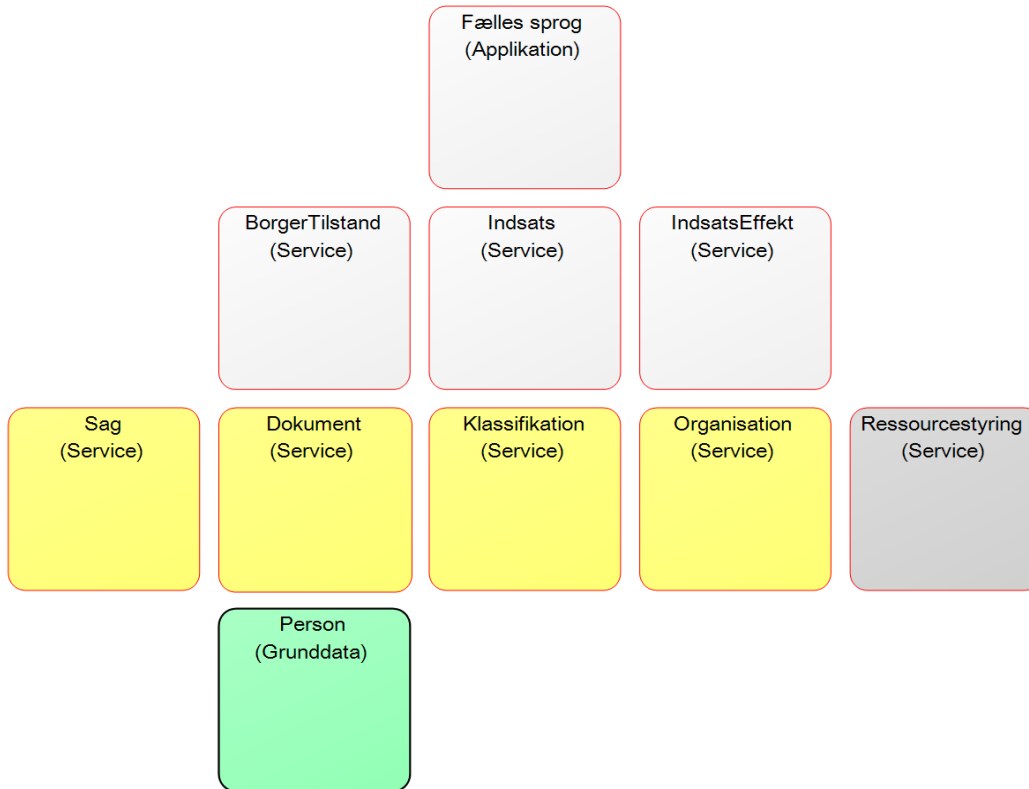 Fælles sprog
(Applikation)
BorgerTilstand
(Service)
Indsats
(Service)
IndsatsEffekt
(Service)
Sag
(Service)
Dokument
(Service)
Klassifikation
(Service)
Organisation
(Service)
Ressourcestyring
(Service)
Person
(Grunddata)